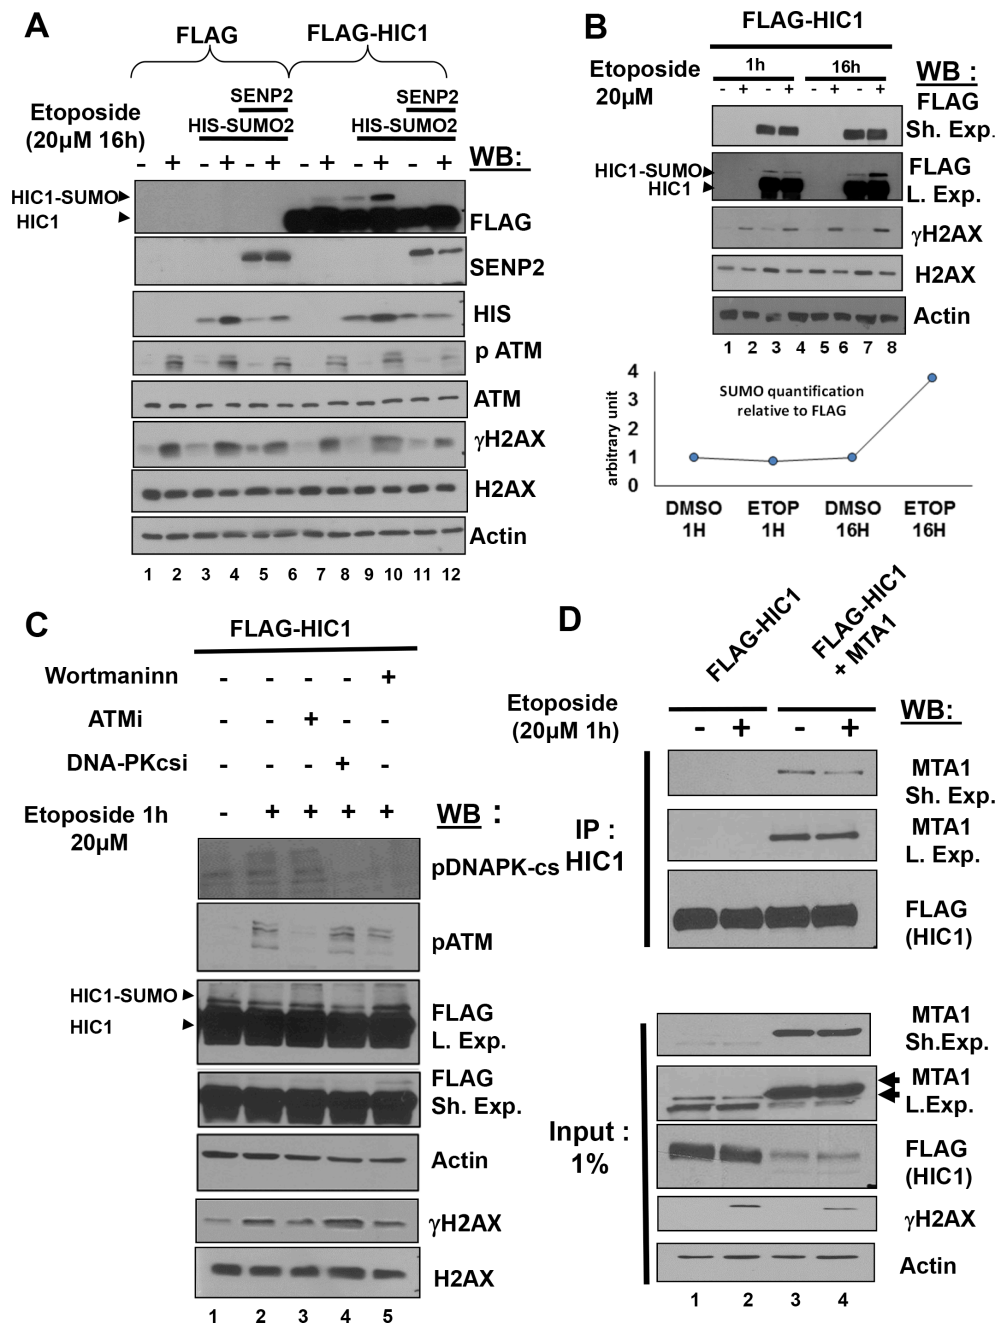 A
FLAG
FLAG-HIC1
Etoposide
(20µM 16h)
SENP2
SENP2
HIS-SUMO2
HIS-SUMO2
- + - + - + - + - + - +
WB:
HIC1-SUMO
HIC1
FLAG
SENP2
HIS
p ATM
ATM
γH2AX
H2AX
Actin
1 2 3 4 5 6 7 8 9 10 11 12
B
FLAG-HIC1
Etoposide
20µM
1h
16h
WB :
- + - + - + - +
FLAG
Sh. Exp.
HIC1-SUMO
HIC1
FLAG
L. Exp.
γH2AX
H2AX
Actin
1 2 3 4 5 6 7 8
4
3
2
1
0
arbitrary unit
SUMO quantification
relative to FLAG
DMSO ETOP DMSO ETOP
1H 1H 16H 16H
C
FLAG-HIC1
Wortmaninn - - - - +
ATMi - - + - -
DNA-PKcsi - - - + -
Etoposide 1h
20µM
- + + + +
WB :
pDNAPK-cs
pATM
HIC1-SUMO
HIC1
FLAG
L. Exp.
FLAG
Sh. Exp.
Actin
γH2AX
H2AX
1 2 3 4 5
D
FLAG-HIC1
FLAG-HIC1
+ MTA1
Etoposide
(20µM 1h)
- + - +
WB:
IP :
HIC1
MTA1
Sh. Exp.
MTA1
L. Exp.
FLAG
(HIC1)
Input :
1%
MTA1
Sh.Exp.
MTA1
L.Exp.
FLAG
(HIC1)
γH2AX
Actin
1 2 3 4